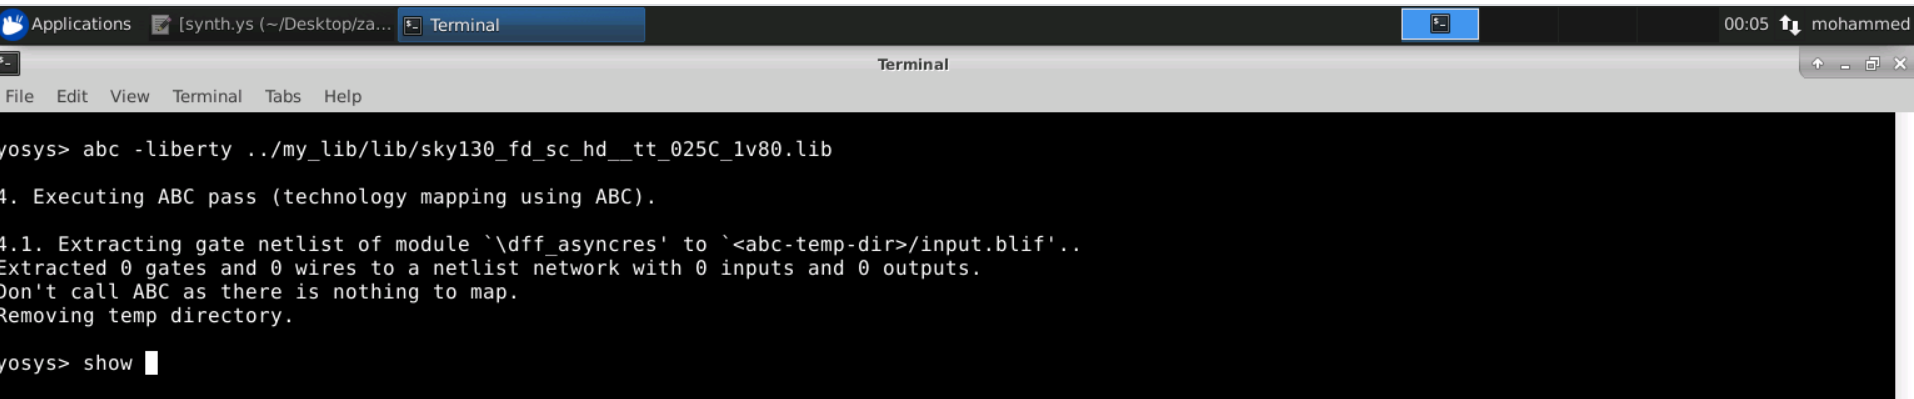 Applications [synth.ys (~/Desktop/za... Terminal 00:05 mohammed
Terminal
File Edit View Terminal Tabs Help
yosys> abc -liberty ../my_lib/lib/sky130_fd_sc_hd__tt_025C_1v80.lib
4. Executing ABC pass (technology mapping using ABC).
4.1. Extracting gate netlist of module `\dff_asyncres' to `<abc-temp-dir>/input.blif'..
Extracted 0 gates and 0 wires to a netlist network with 0 inputs and 0 outputs.
Don't call ABC as there is nothing to map.
Removing temp directory.
yosys> show